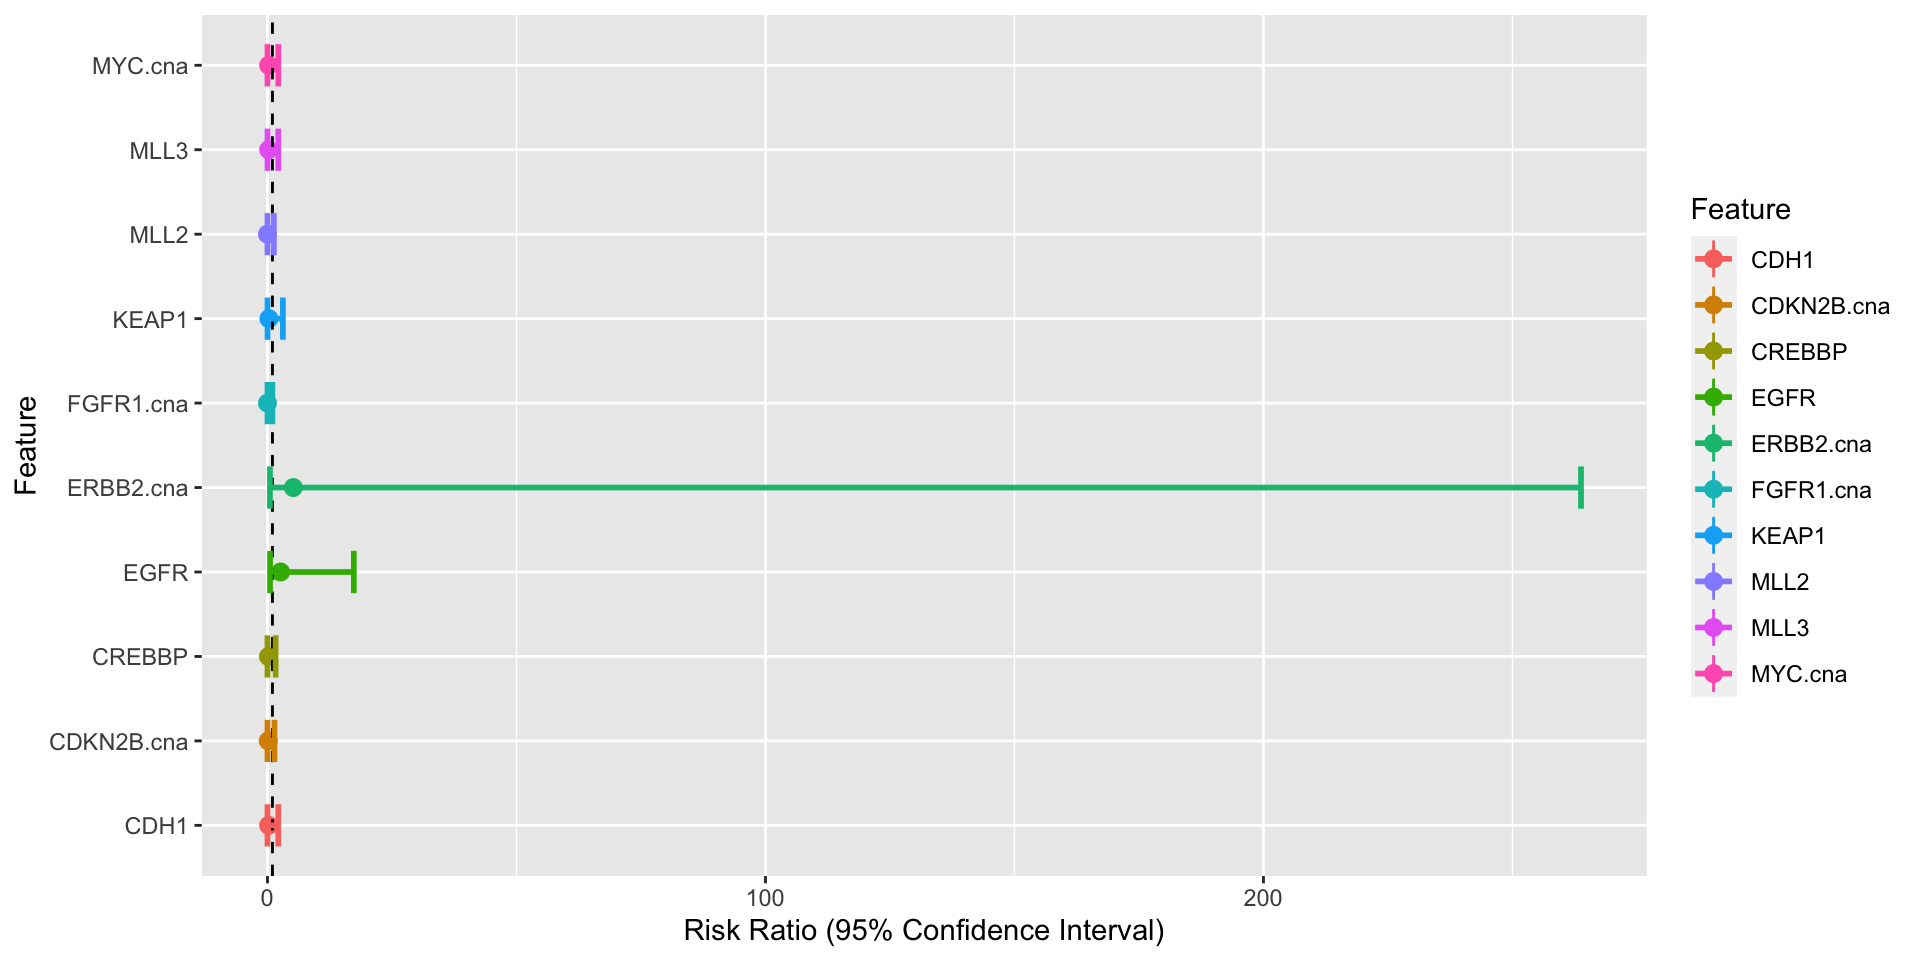 MYC.cna
MLL3
MLL2
KEAP1
FGFR1.cna
ERBB2.cna
EGFR
CREBBP
CDKN2B.cna
CDH1
Feature
0 100 200
Risk Ratio (95% Confidence Interval)
Feature
CDH1
CDKN2B.cna
CREBBP
EGFR
ERBB2.cna
FGFR1.cna
KEAP1
MLL2
MLL3
MYC.cna